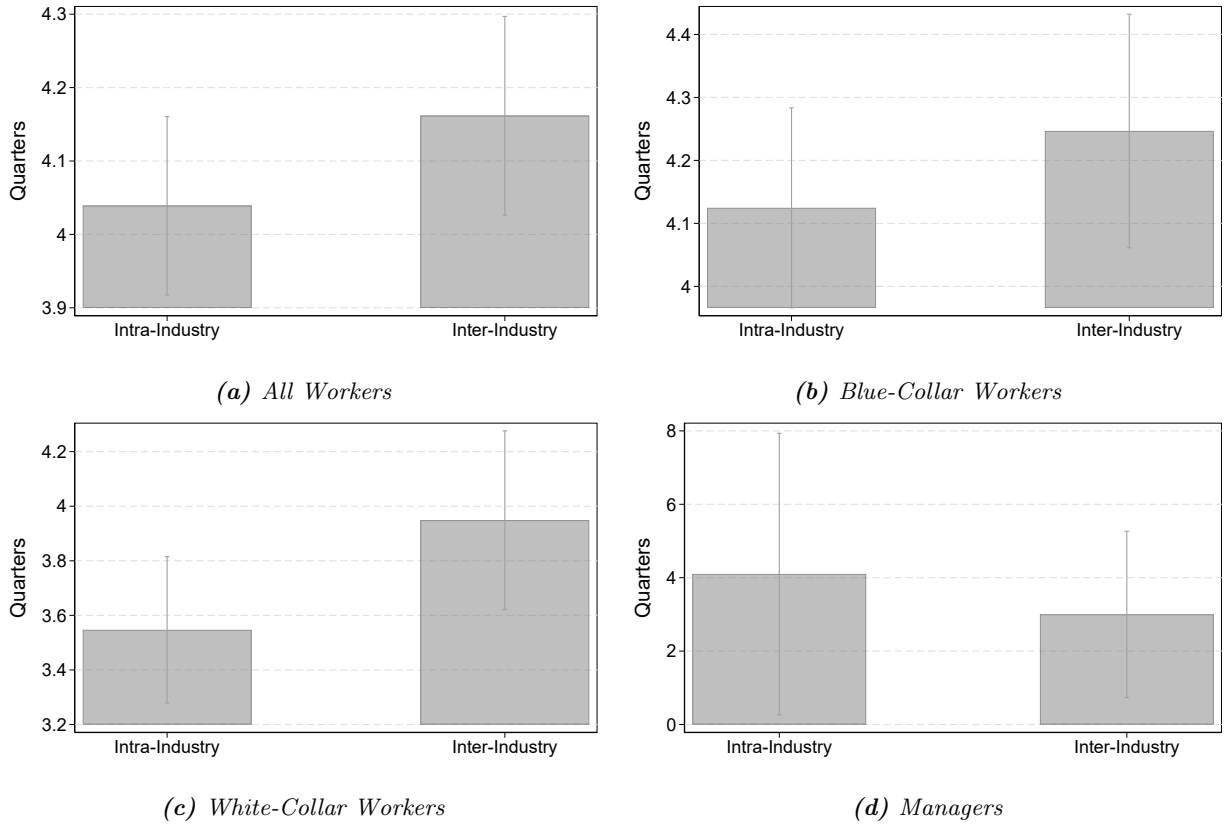 4.3
4.2
4.1
4
3.9
Quarters
Intra-Industry Inter-Industry
(a) All Workers
4.4
4.3
4.2
4.1
4
Quarters
Intra-Industry Inter-Industry
(b) Blue-Collar Workers
4.2
4
3.8
3.6
3.4
3.2
Quarters
Intra-Industry Inter-Industry
(c) White-Collar Workers
8
6
4
2
0
Quarters
Intra-Industry Inter-Industry
(d) Managers